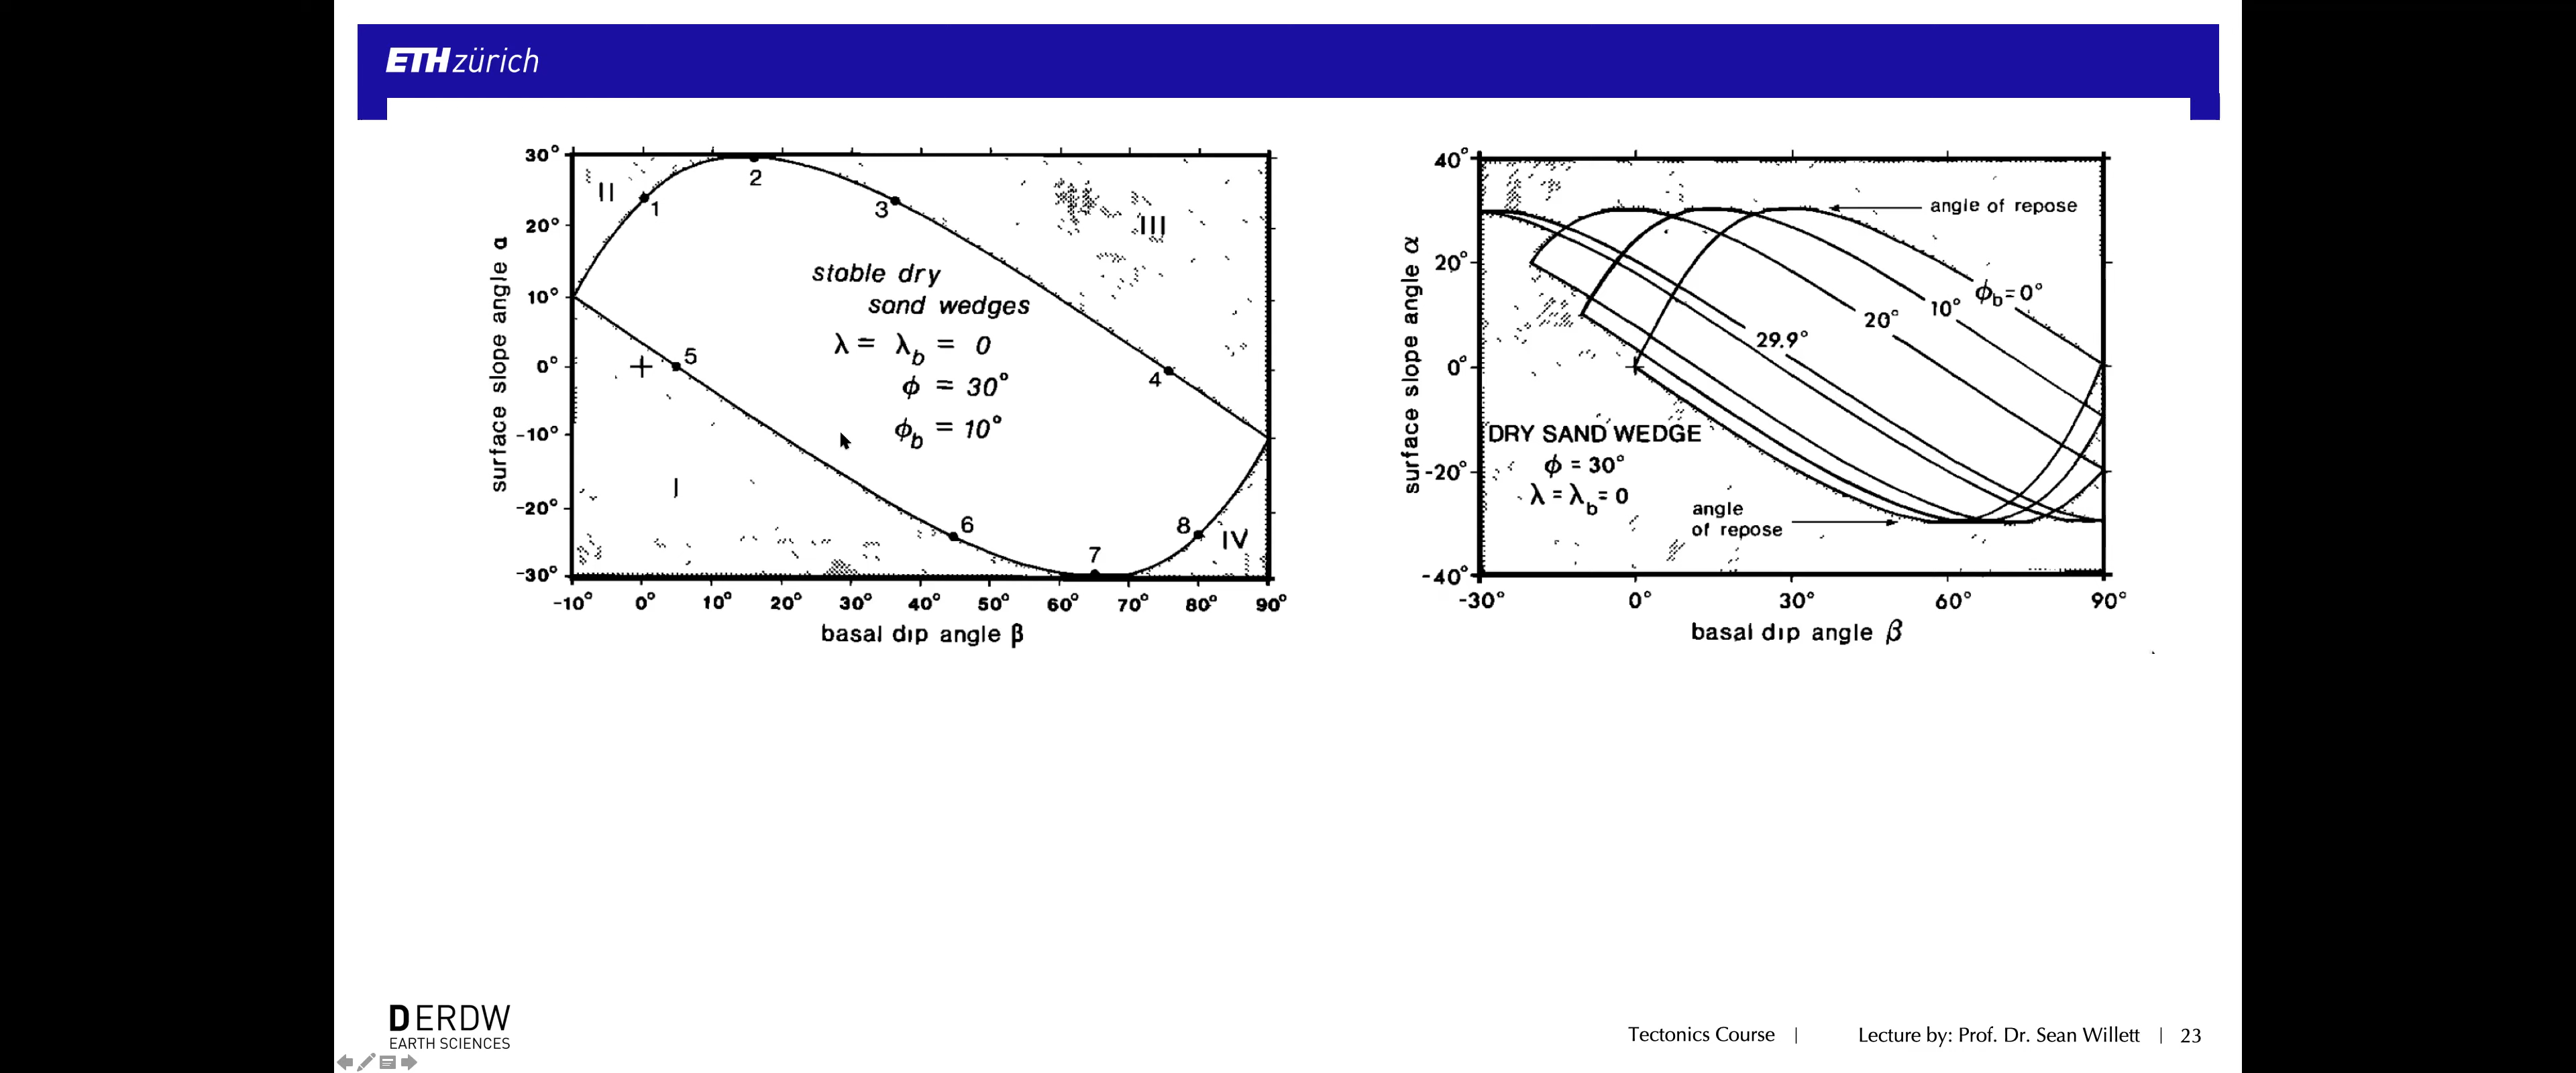 ETH zürich
30°
20°
10°
0°
-10°
-20°
-30°
surface slope angle α
-10°
0°
10°
20°
30°
40°
50°
60°
70°
80°
90°
basal dip angle β
II
1
2
3
III
stable dry
sand wedges
λ = λb = 0
ϕ = 30°
ϕb = 10°
4
5
I
6
7
8
IV
40°
20°
0°
-20°
-40°
surface slope angle α
-30°
0°
30°
60°
90°
basal dip angle β
angle of repose
ϕb=0°
10°
20°
29.9°
DRY SAND WEDGE
ϕ = 30°
λ = λb = 0
angle
of repose
DERDW
EARTH SCIENCES
Tectonics Course | Lecture by: Prof. Dr. Sean Willett | 23